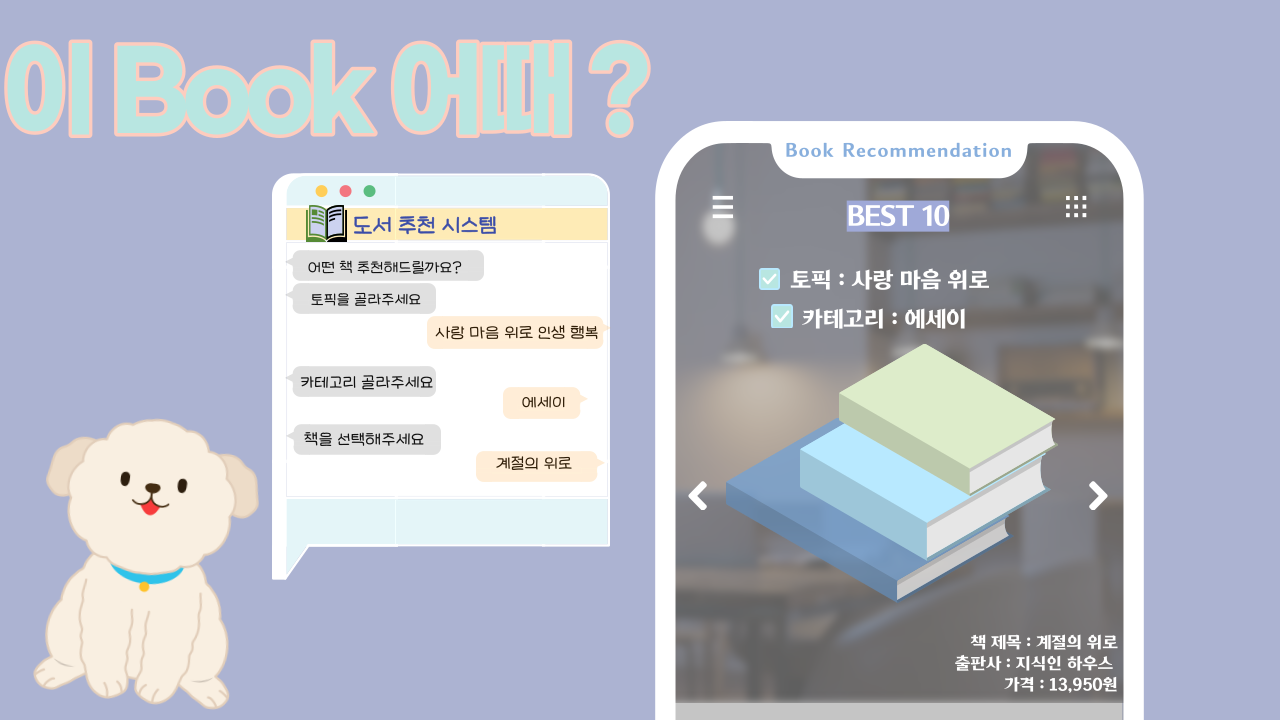 이 Book 어때 ?
도서 추천 시스템
어떤 책 추천해드릴까요?
토픽을 골라주세요
사랑 마음 위로 인생 행복
카테고리 골라주세요
에세이
책을 선택해주세요
계절의 위로
Book Recommendation
BEST 10
토픽 : 사랑 마음 위로
카테고리 : 에세이
책 제목 : 계절의 위로
출판사 : 지식인 하우스
가격 : 13,950원